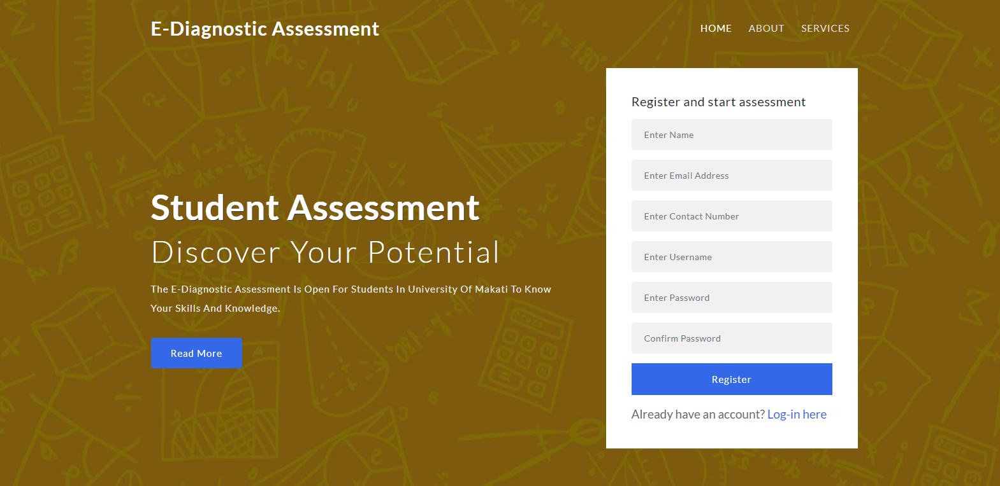 E-Diagnostic Assessment
HOME ABOUT SERVICES
Student Assessment
Discover Your Potential
The E-Diagnostic Assessment Is Open For Students In University Of Makati To Know
Your Skills And Knowledge.
Read More
Register and start assessment
Enter Name
Enter Email Address
Enter Contact Number
Enter Username
Enter Password
Confirm Password
Register
Already have an account? Log-in here